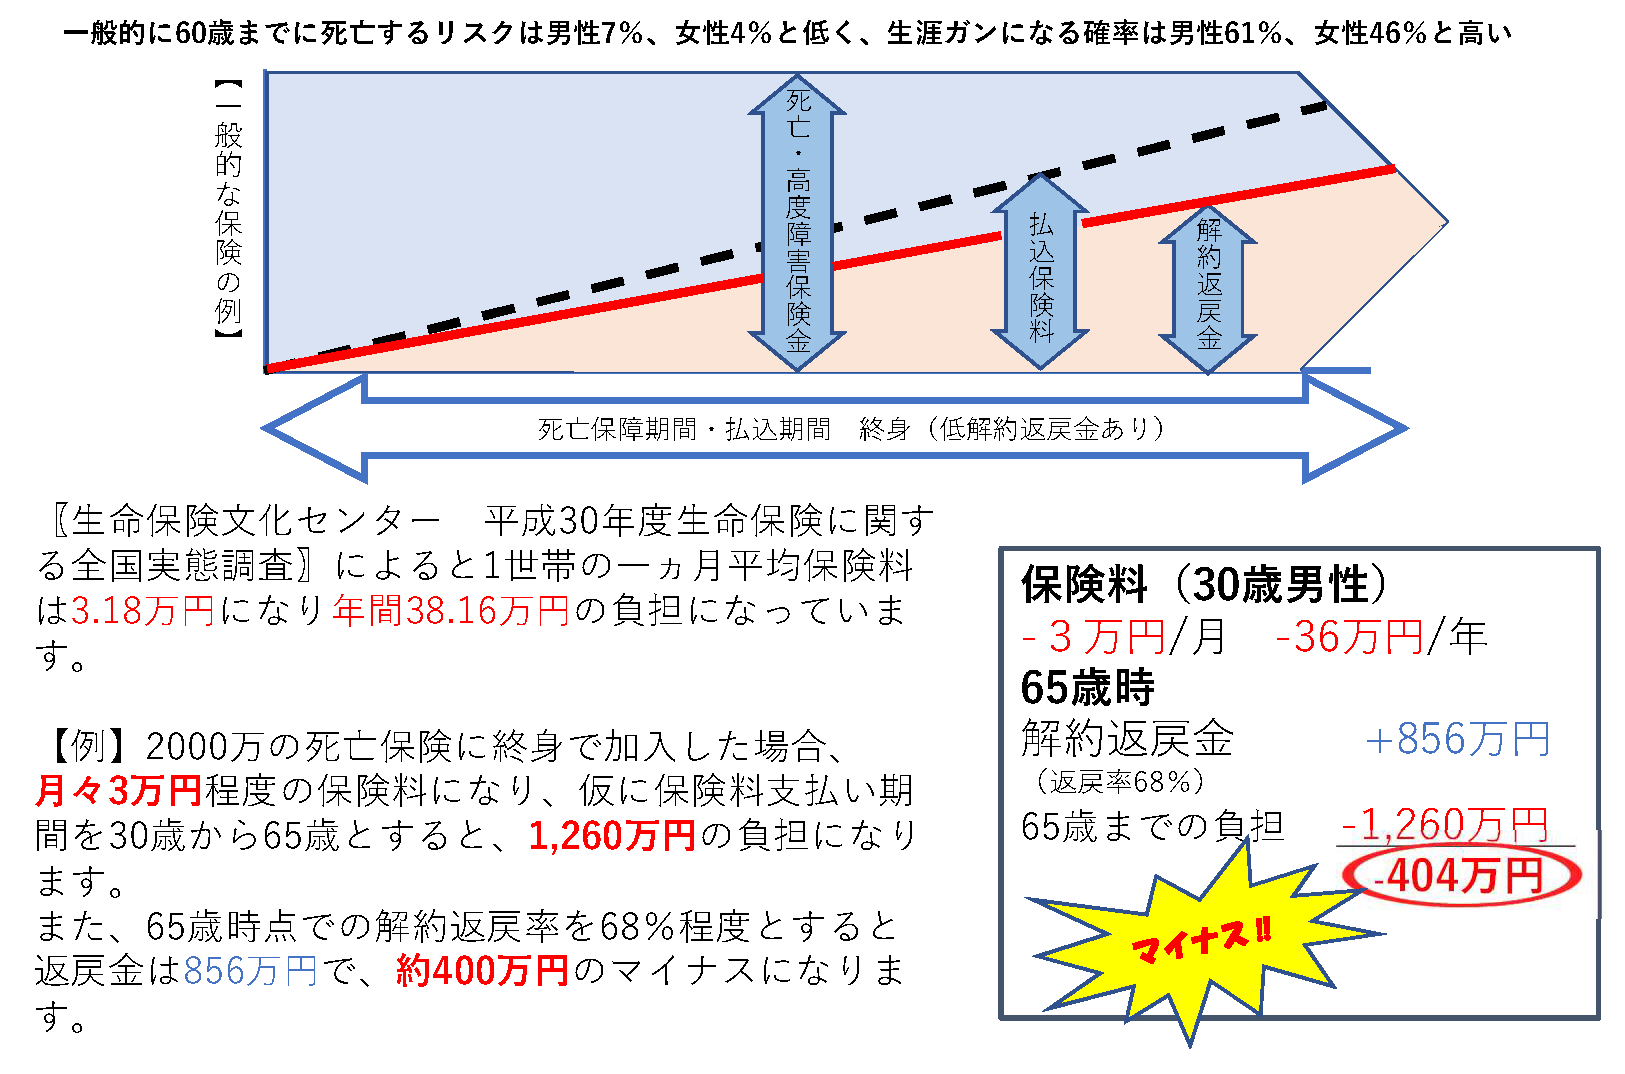 一般的に60歳までに死亡するリスクは男性7%、女性4%と低く、生涯ガンになる確率は男性61%、女性46%と高い
【一般的な保険の例】
死亡・高度障害保険金
払込保険料
解約返戻金
死亡保障期間・払込期間　終身（低解約返戻金あり）
〖生命保険文化センター　平成30年度生命保険に関す
る全国実態調査〗によると1世帯の一ヵ月平均保険料
は3.18万円になり年間38.16万円の負担になっていま
す。
【例】2000万の死亡保険に終身で加入した場合、
月々3万円程度の保険料になり、仮に保険料支払い期
間を30歳から65歳とすると、1,260万円の負担になり
ます。
また、65歳時点での解約返戻率を68%程度とすると
返戻金は856万円で、約400万円のマイナスになりま
す。
保険料（30歳男性）
-３万円/月　-36万円/年
65歳時
解約返戻金　+856万円
（返戻率68%）
65歳までの負担　-1,260万円
-404万円
マイナス!!